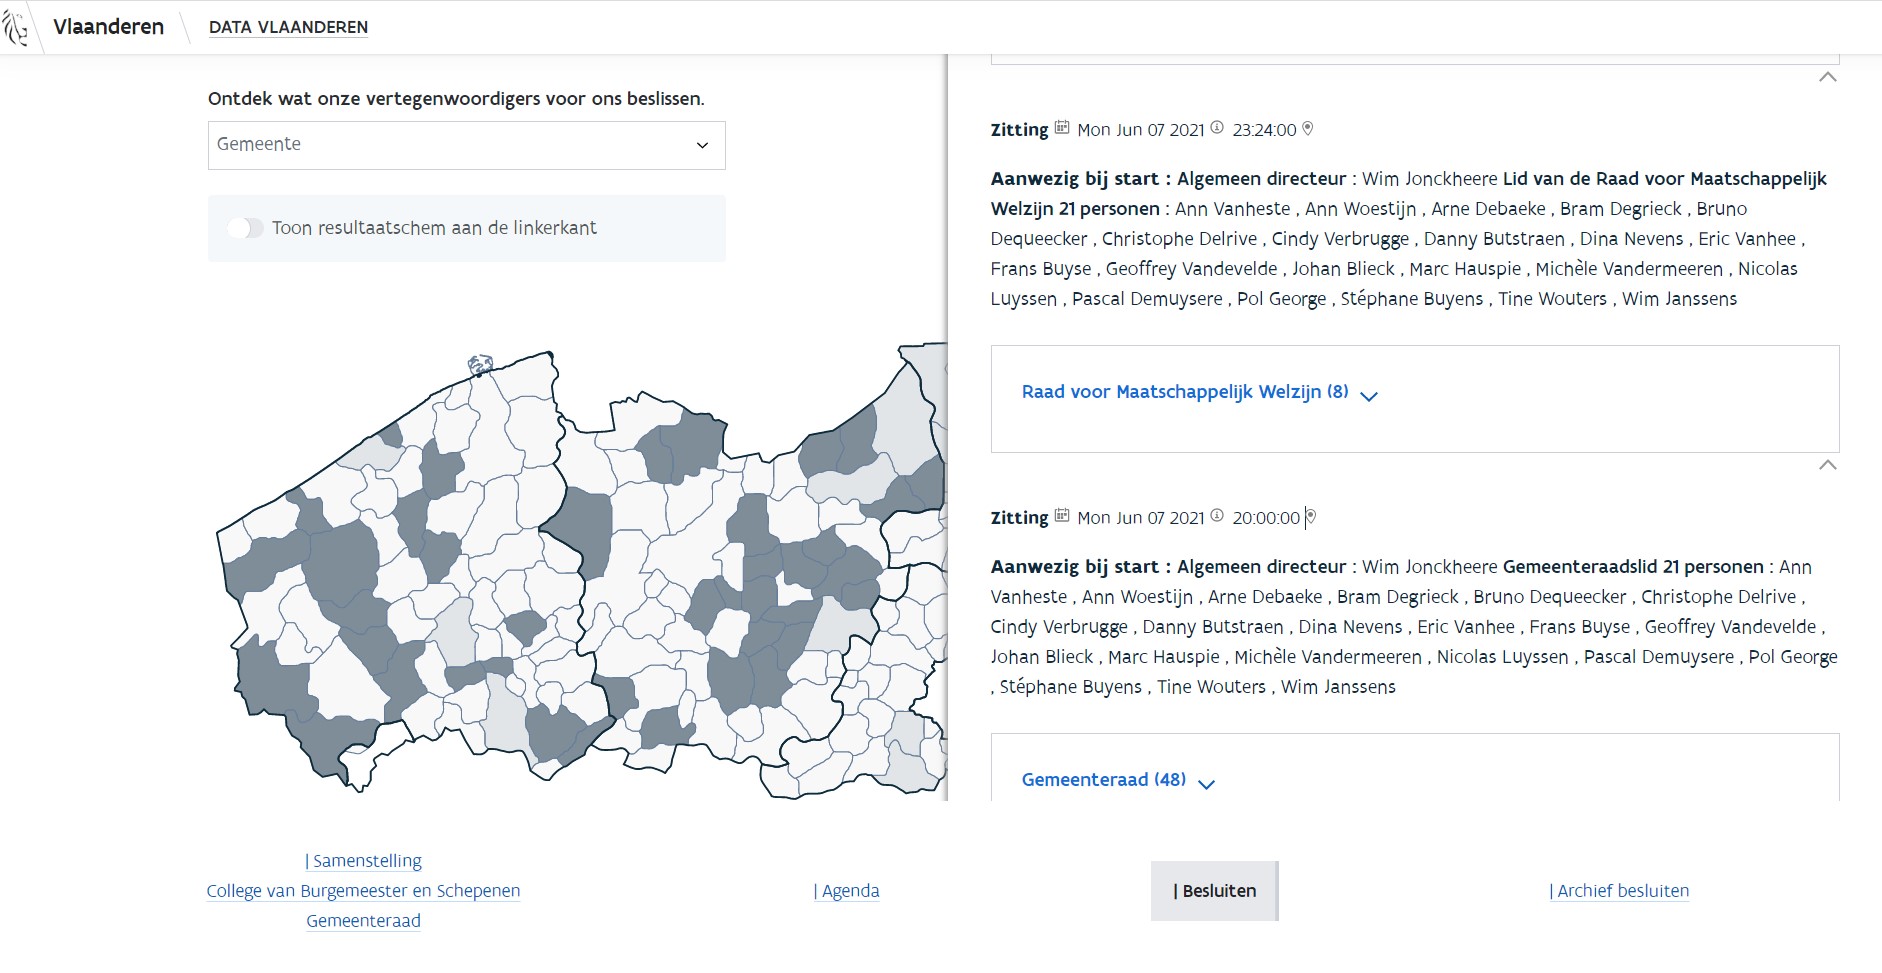 Vlaanderen
DATA VLAANDEREN
Ontdek wat onze vertegenwoordigers voor ons beslissen.
Gemeente
Toon resultaatschem aan de linkerkant
Zitting Mon Jun 07 2021 23:24:00
Aanwezig bij start : Algemeen directeur : Wim Jonckheere Lid van de Raad voor Maatschappelijk
Welzijn 21 personen : Ann Vanheste , Ann Woestijn , Arne Debaeke , Bram Degrieck , Bruno
Dequeecker , Christophe Delrive , Cindy Verbrugge , Danny Butstraen , Dina Nevens , Eric Vanhee ,
Frans Buyse , Geoffrey Vandevelde , Johan Blieck , Marc Hauspie , Michèle Vandermeeren , Nicolas
Luyssen , Pascal Demuysere , Pol George , Stéphane Buyens , Tine Wouters , Wim Janssens
Raad voor Maatschappelijk Welzijn (8)
Zitting Mon Jun 07 2021 20:00:00
Aanwezig bij start : Algemeen directeur : Wim Jonckheere Gemeenteraadslid 21 personen : Ann
Vanheste , Ann Woestijn , Arne Debaeke , Bram Degrieck , Bruno Dequeecker , Christophe Delrive ,
Cindy Verbrugge , Danny Butstraen , Dina Nevens , Eric Vanhee , Frans Buyse , Geoffrey Vandevelde ,
Johan Blieck , Marc Hauspie , Michèle Vandermeeren , Nicolas Luyssen , Pascal Demuysere , Pol George
, Stéphane Buyens , Tine Wouters , Wim Janssens
Gemeenteraad (48)
| Samenstelling
College van Burgemeester en Schepenen
Gemeenteraad
| Agenda
| Besluiten
| Archief besluiten